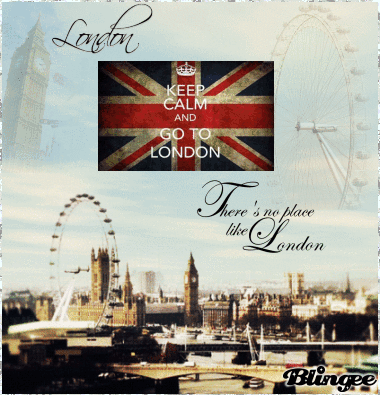 London
KEEP
CALM
AND
GO TO
LONDON
There's no place
like London
Blingee